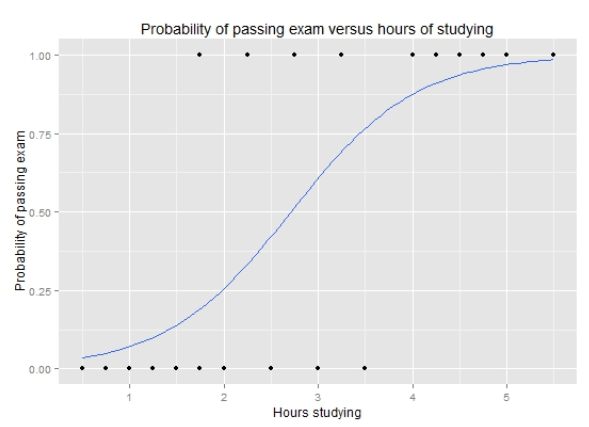 Probability of passing exam versus hours of studying
Probability of passing exam
1.00
0.75
0.50
0.25
0.00
1 2 3 4 5
Hours studying